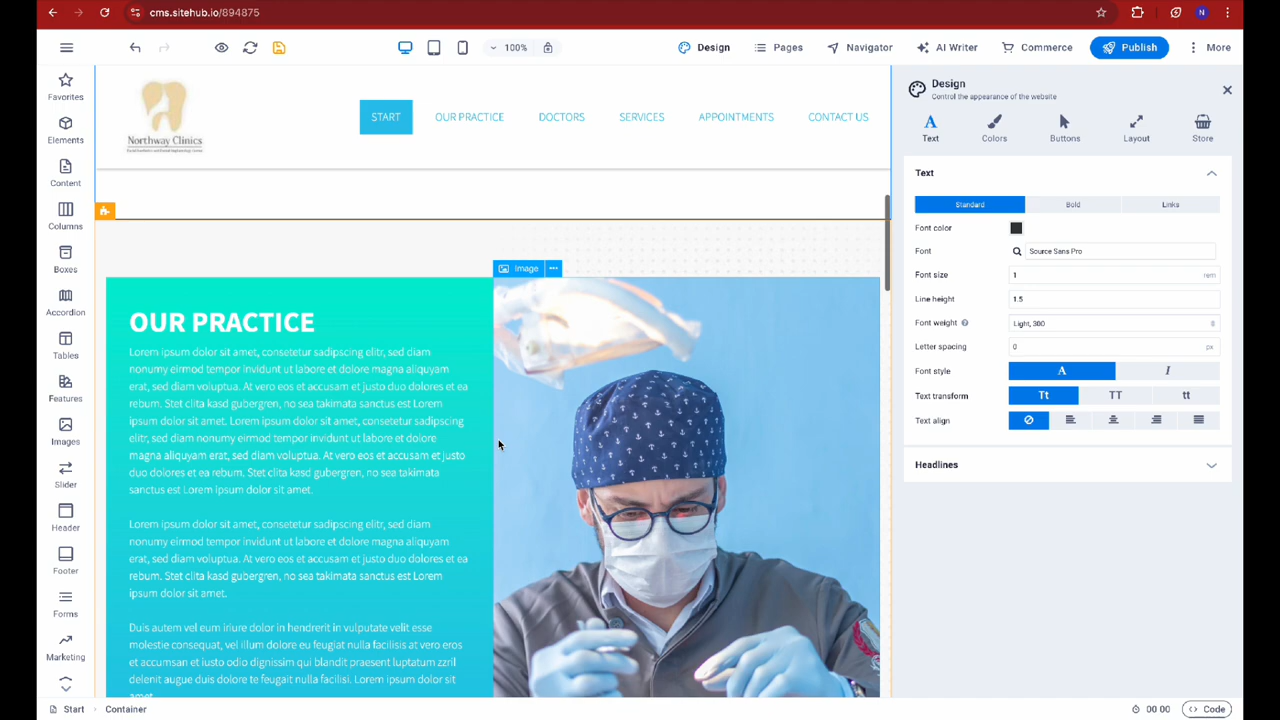 cms.sitehub.io/894875
N
100%
Design
Pages
Navigator
AI Writer
Commerce
Publish
More
Favorites
Elements
Content
Columns
Boxes
Accordion
Tables
Features
Images
Slider
Header
Footer
Forms
Marketing
Northway Clinics
START
OUR PRACTICE
DOCTORS
SERVICES
APPOINTMENTS
CONTACT US
Image
OUR PRACTICE
Lorem ipsum dolor sit amet, consetetur sadipscing elitr, sed diam
nonumy eirmod tempor invidunt ut labore et dolore magna aliquyam
erat, sed diam voluptua. At vero eos et accusam et justo duo dolores et ea
rebum. Stet clita kasd gubergren, no sea takimata sanctus est Lorem
ipsum dolor sit amet. Lorem ipsum dolor sit amet, consetetur sadipscing
elitr, sed diam nonumy eirmod tempor invidunt ut labore et dolore
magna aliquyam erat, sed diam voluptua. At vero eos et accusam et justo
duo dolores et ea rebum. Stet clita kasd gubergren, no sea takimata
sanctus est Lorem ipsum dolor sit amet.
Lorem ipsum dolor sit amet, consetetur sadipscing elitr, sed diam
nonumy eirmod tempor invidunt ut labore et dolore magna aliquyam
erat, sed diam voluptua. At vero eos et accusam et justo duo dolores et ea
rebum. Stet clita kasd gubergren, no sea takimata sanctus est Lorem
ipsum dolor sit amet.
Duis autem vel eum iriure dolor in hendrerit in vulputate velit esse
molestie consequat, vel illum dolore eu feugiat nulla facilisis at vero eros
et accumsan et iusto odio dignissim qui blandit praesent luptatum zzril
delenit augue duis dolore te feugait nulla facilisi. Lorem ipsum dolor sit
amet
Design
Control the appearance of the website
A
Text
Colors
Buttons
Layout
Store
Text
Standard
Bold
Links
Font color
Font
Source Sans Pro
Font size
1
rem
Line height
1.5
Font weight
Light, 300
Letter spacing
0
px
Font style
A
I
Text transform
Tt
TT
tt
Text align
Headlines
Start
Container
00 00
Code